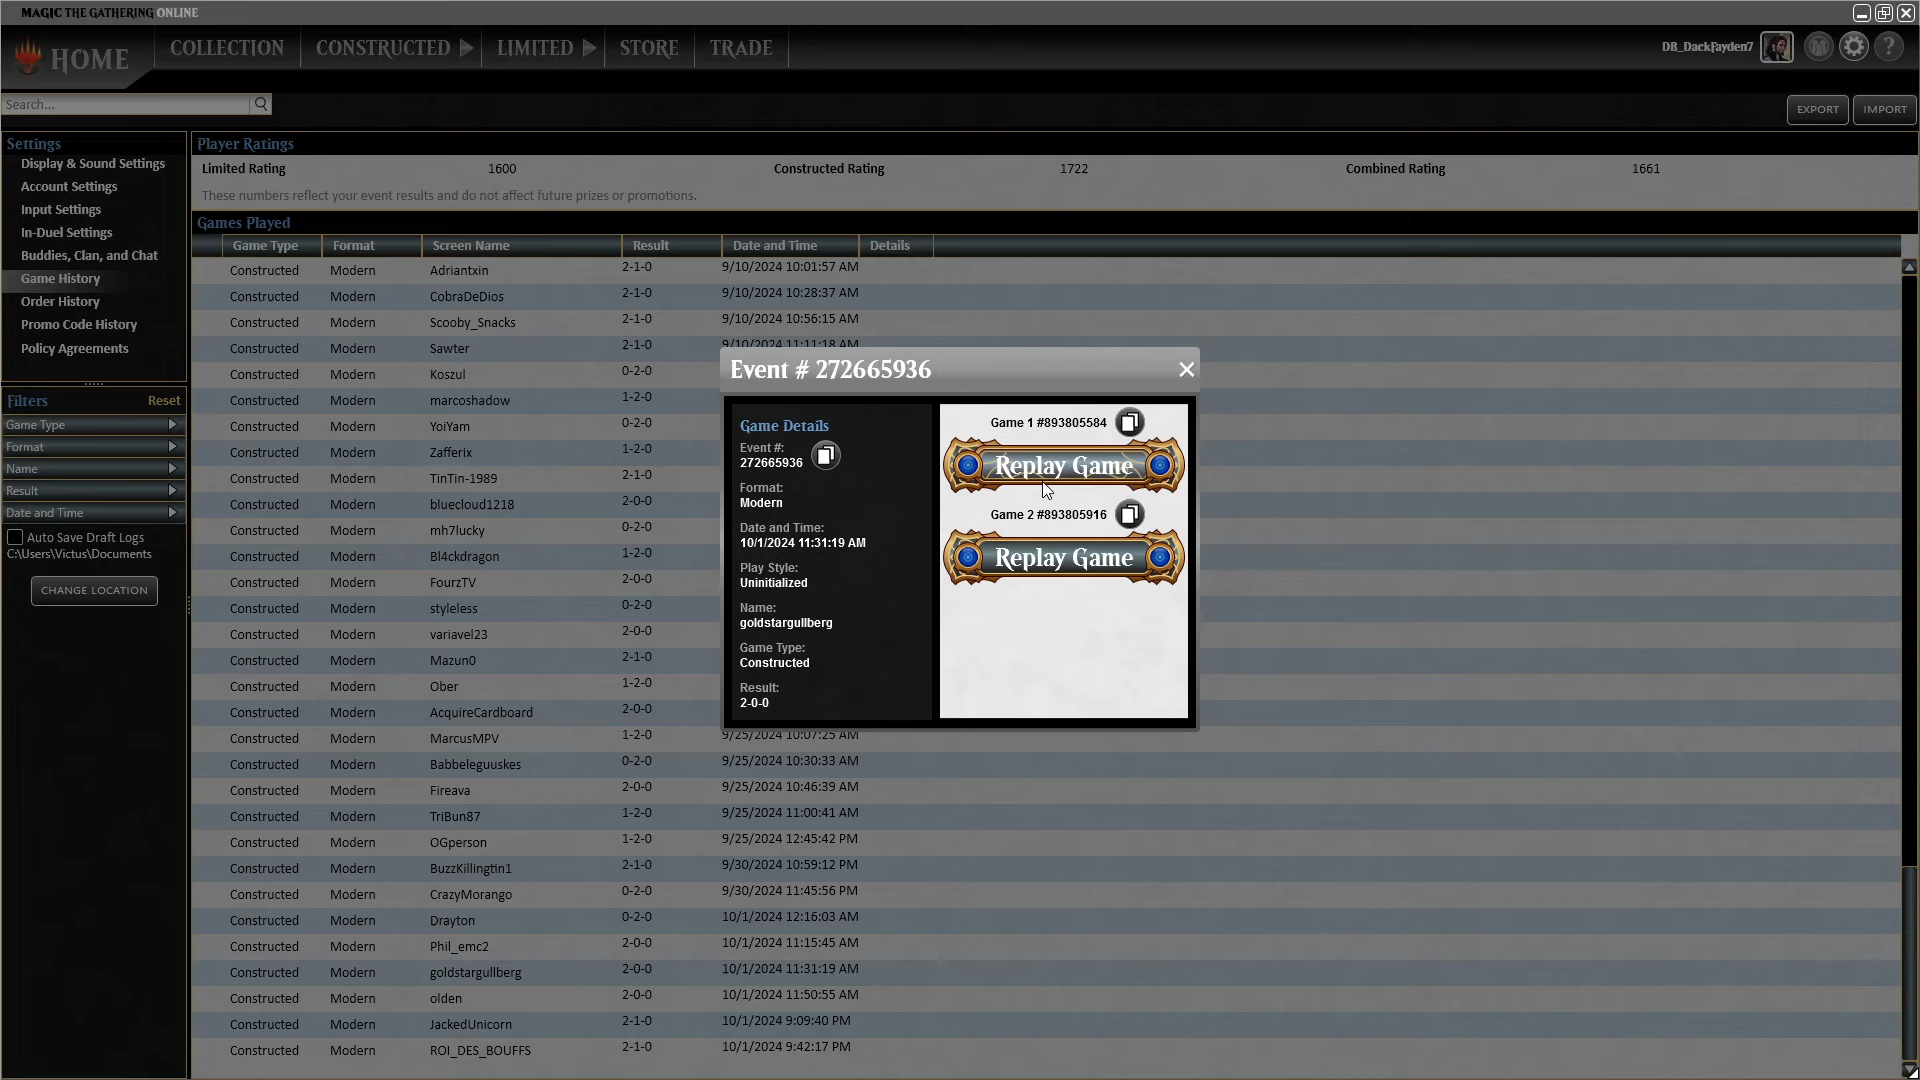 MAGIC THE GATHERING ONLINE
HOME
COLLECTION
CONSTRUCTED
LIMITED
STORE
TRADE
DB_DackFayden7
?
Search...
EXPORT
IMPORT
Settings
Display & Sound Settings
Account Settings
Input Settings
In-Duel Settings
Buddies, Clan, and Chat
Game History
Order History
Promo Code History
Policy Agreements
Filters Reset
Game Type
Format
Name
Result
Date and Time
Auto Save Draft Logs
C:\Users\Victus\Documents
CHANGE LOCATION
Player Ratings
Limited Rating 1600 Constructed Rating 1722 Combined Rating 1661
These numbers reflect your event results and do not affect future prizes or promotions.
Games Played
Game Type Format Screen Name Result Date and Time Details
Constructed Modern Adriantxin 2-1-0 9/10/2024 10:01:57 AM
Constructed Modern CobraDeDios 2-1-0 9/10/2024 10:28:37 AM
Constructed Modern Scooby_Snacks 2-1-0 9/10/2024 10:56:15 AM
Constructed Modern Sawter 2-1-0 9/10/2024 11:11:18 AM
Constructed Modern Koszul 0-2-0
Constructed Modern marcoshadow 1-2-0
Constructed Modern YoiYam 0-2-0
Constructed Modern Zafferix 1-2-0
Constructed Modern TinTin-1989 2-1-0
Constructed Modern bluecloud1218 2-0-0
Constructed Modern mh7lucky 0-2-0
Constructed Modern Bl4ckdragon 1-2-0
Constructed Modern FourzTV 2-0-0
Constructed Modern styleless 0-2-0
Constructed Modern variavel23 2-0-0
Constructed Modern Mazun0 2-1-0
Constructed Modern Ober 1-2-0
Constructed Modern AcquireCardboard 2-0-0
Constructed Modern MarcusMPV 1-2-0 9/25/2024 10:07:25 AM
Constructed Modern Babbeleguuskes 0-2-0 9/25/2024 10:30:33 AM
Constructed Modern Fireava 2-0-0 9/25/2024 10:46:39 AM
Constructed Modern TriBun87 1-2-0 9/25/2024 11:00:41 AM
Constructed Modern OGperson 1-2-0 9/25/2024 12:45:42 PM
Constructed Modern BuzzKillingtin1 2-1-0 9/30/2024 10:59:12 PM
Constructed Modern CrazyMorango 0-2-0 9/30/2024 11:45:56 PM
Constructed Modern Drayton 0-2-0 10/1/2024 12:16:03 AM
Constructed Modern Phil_emc2 2-0-0 10/1/2024 11:15:45 AM
Constructed Modern goldstargullberg 2-0-0 10/1/2024 11:31:19 AM
Constructed Modern olden 2-0-0 10/1/2024 11:50:55 AM
Constructed Modern JackedUnicorn 2-1-0 10/1/2024 9:09:40 PM
Constructed Modern ROI_DES_BOUFFS 2-1-0 10/1/2024 9:42:17 PM
Event # 272665936
Game Details
Event #:
272665936
Format:
Modern
Date and Time:
10/1/2024 11:31:19 AM
Play Style:
Uninitialized
Name:
goldstargullberg
Game Type:
Constructed
Result:
2-0-0
Game 1 #893805584
Replay Game
Game 2 #893805916
Replay Game